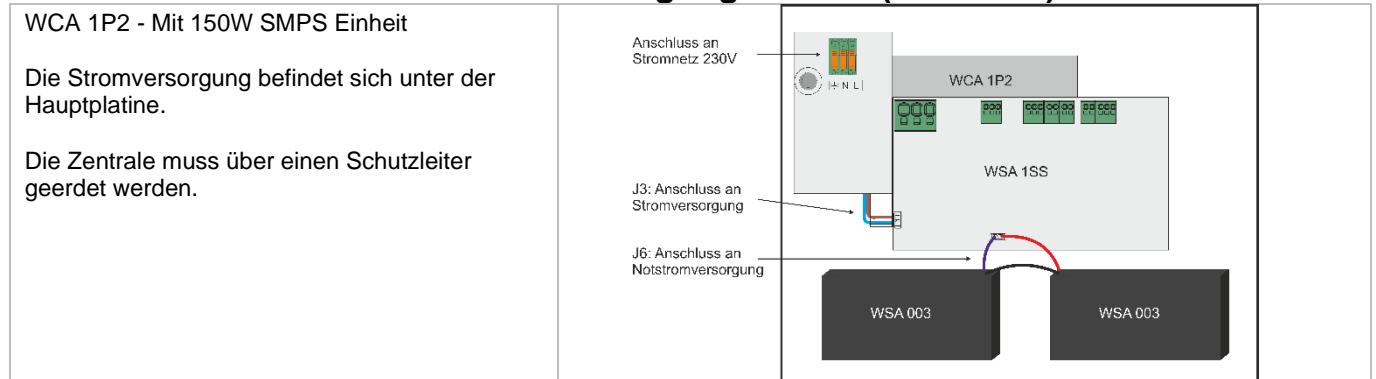 WCA 1P2 - Mit 150W SMPS Einheit
Die Stromversorgung befindet sich unter der
Hauptplatine.
Die Zentrale muss über einen Schutzleiter
geerdet werden.
Anschluss an
Stromnetz 230V
N L
WCA 1P2
WSA 1SS
J3: Anschluss an
Stromversorgung
J6: Anschluss an
Notstromversorgung
WSA 003
WSA 003